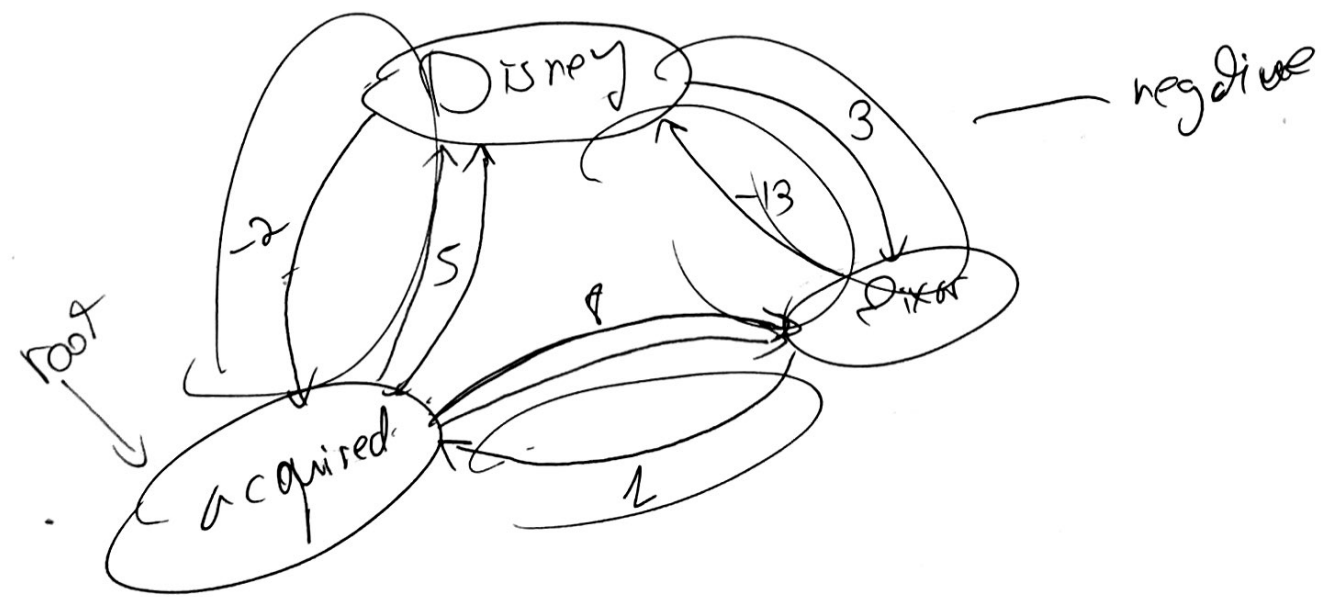 Disney
negative
3
-13
-2
5
8
Pixar
root
acquired
1